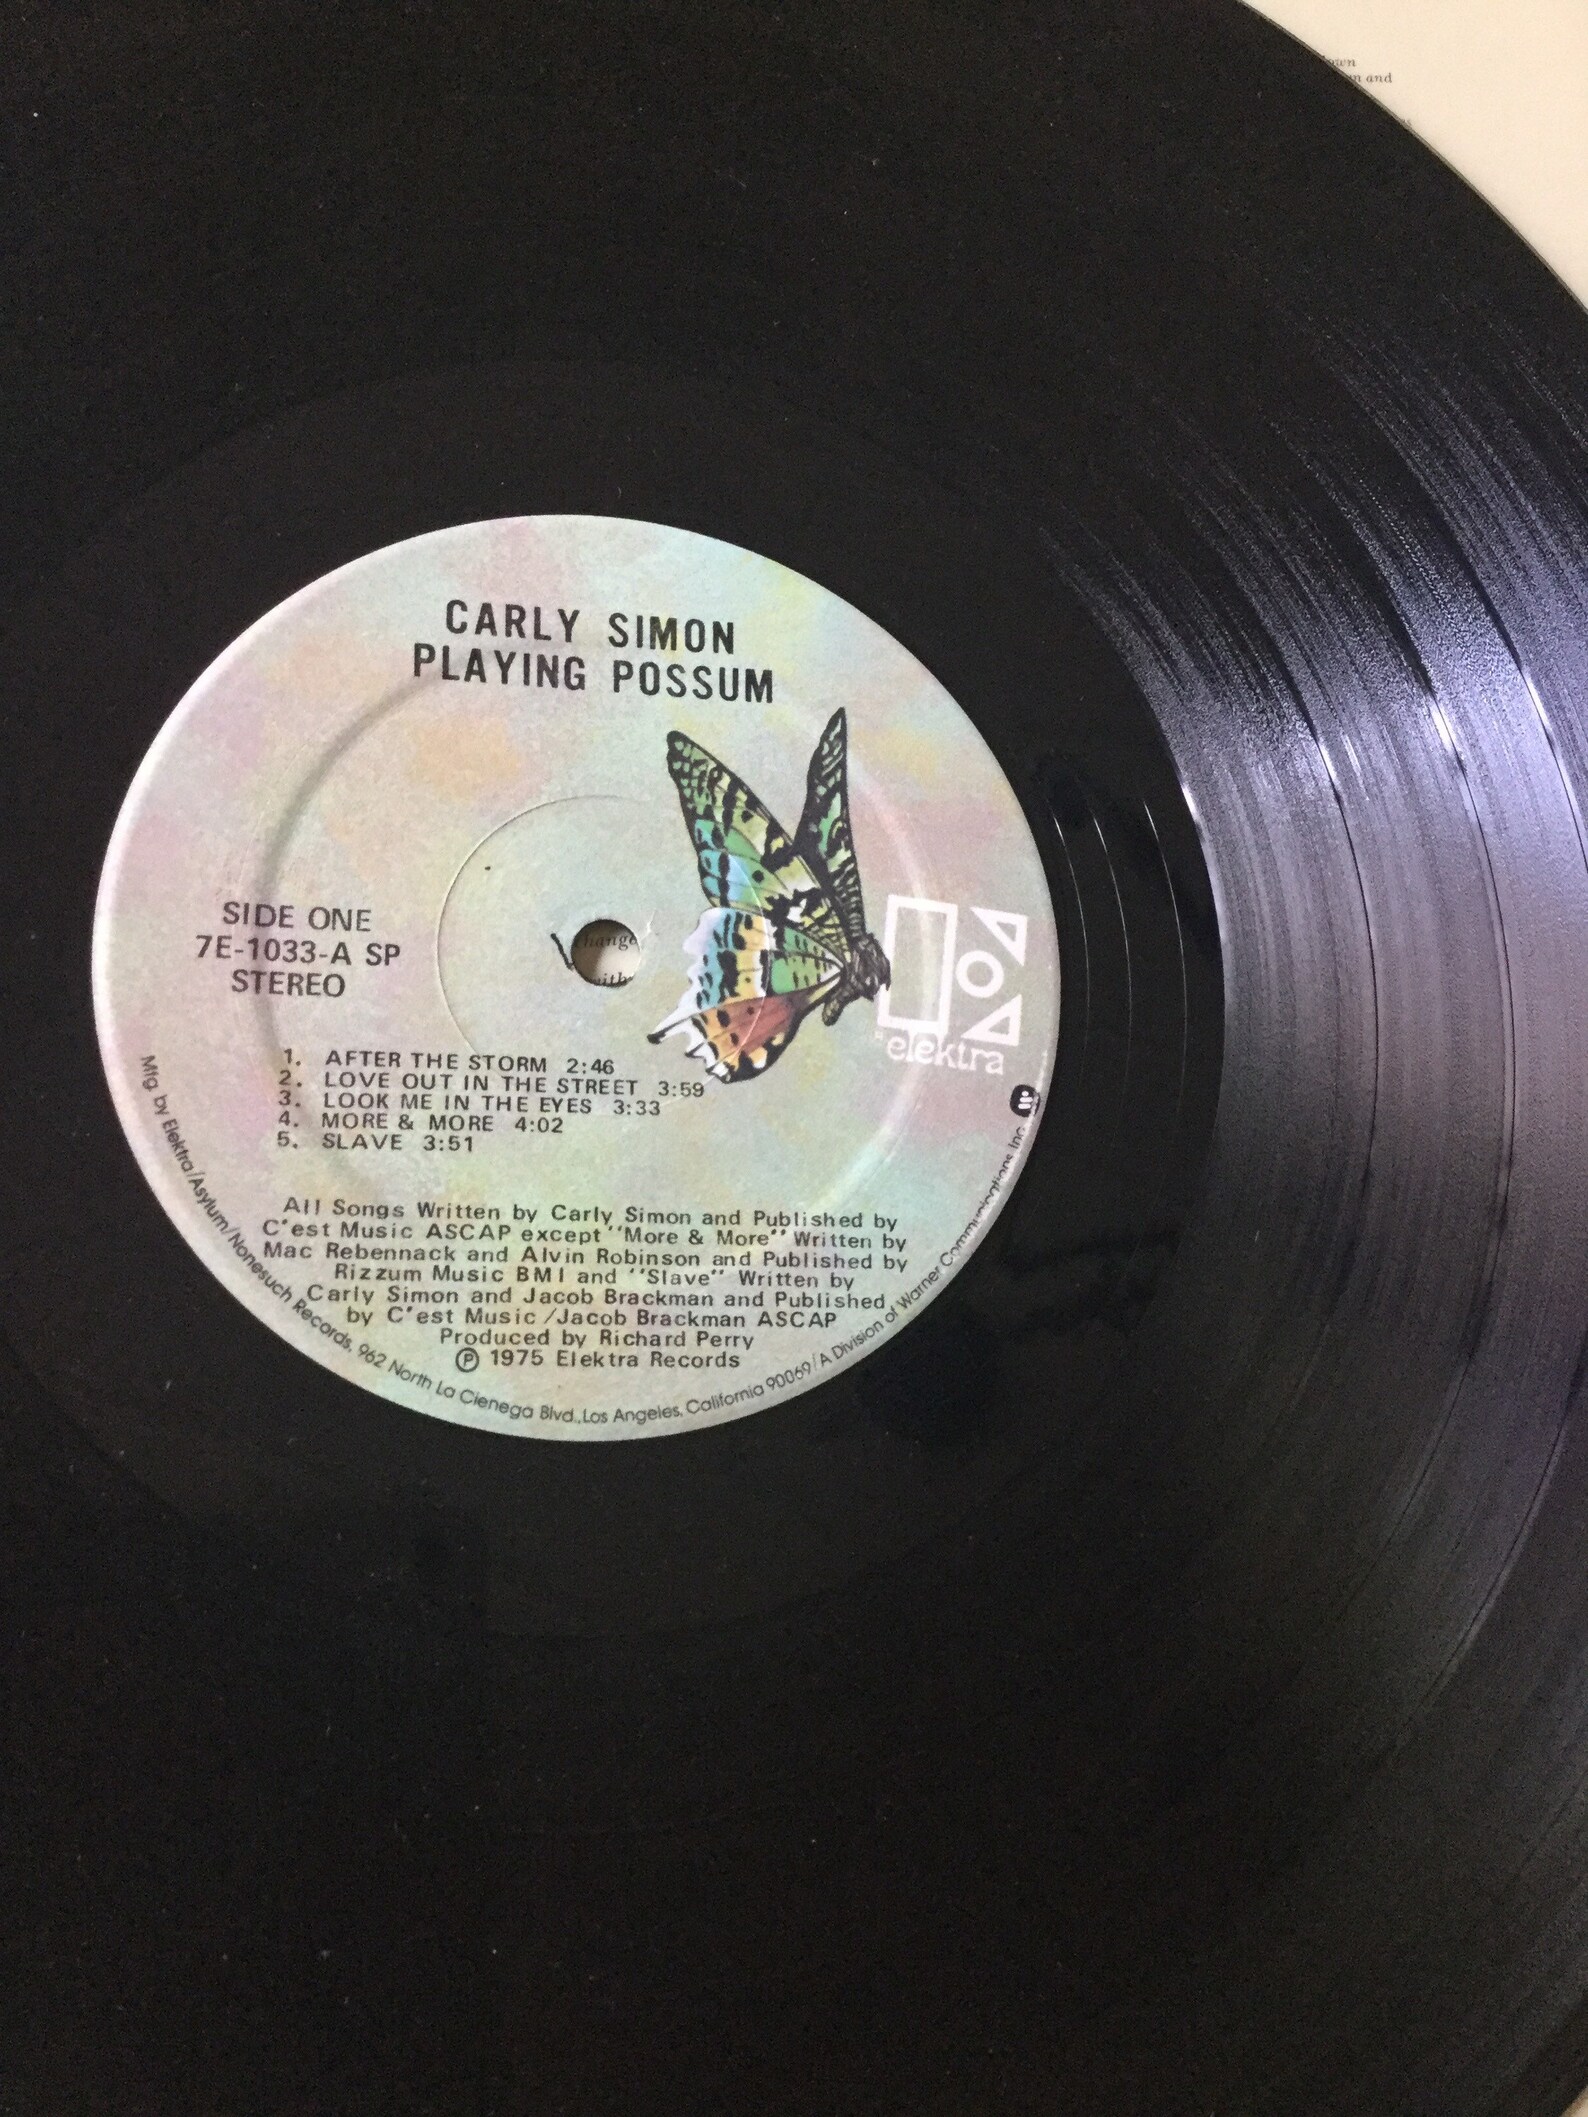 own
and
CARLY SIMON
PLAYING POSSUM
SIDE ONE
7E-1033-A SP
STEREO
change
elektra
1. AFTER THE STORM 2:46
2. LOVE OUT IN THE STREET 3:59
3. LOOK ME IN THE EYES 3:33
4. MORE & MORE 4:02
5. SLAVE 3:51
All Songs Written by Carly Simon and Published by
C'est Music ASCAP except "More & More" Written by
Mac Rebennack and Alvin Robinson and Published by
Rizzum Music BMI and "Slave" Written by
Carly Simon and Jacob Brackman and Published
by C'est Music/Jacob Brackman ASCAP
Produced by Richard Perry
℗ 1975 Elektra Records
Mfg. by Elektra/Asylum/Nonesuch Records, 962 North La Cienega Blvd., Los Angeles, California 90069/A Division of Warner Communications Inc.